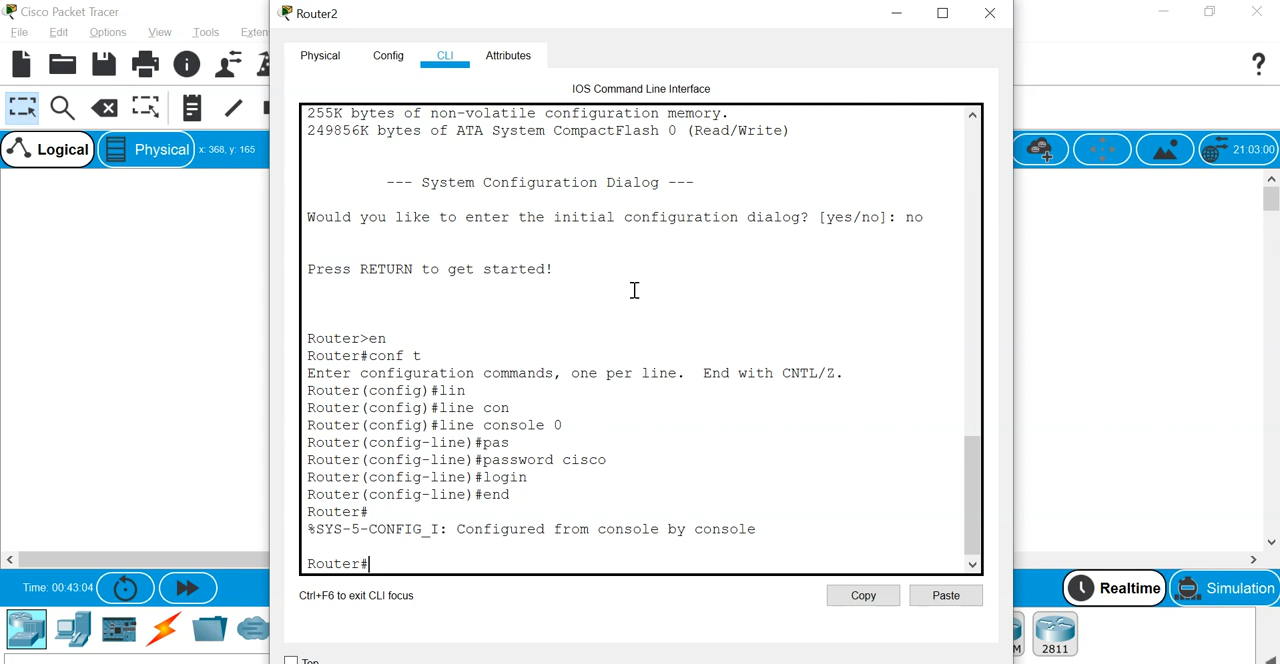 Cisco Packet Tracer
File Edit Options View Tools Exten
Router2
Physical Config CLI Attributes
IOS Command Line Interface
Logical
Physical
x: 368, y: 165
21:03:00
255K bytes of non-volatile configuration memory.
249856K bytes of ATA System CompactFlash 0 (Read/Write)
--- System Configuration Dialog ---
Would you like to enter the initial configuration dialog? [yes/no]: no
Press RETURN to get started!
Router>en
Router#conf t
Enter configuration commands, one per line.  End with CNTL/Z.
Router(config)#lin
Router(config)#line con
Router(config)#line console 0
Router(config-line)#pas
Router(config-line)#password cisco
Router(config-line)#login
Router(config-line)#end
Router#
%SYS-5-CONFIG_I: Configured from console by console
Router#
Ctrl+F6 to exit CLI focus
Copy
Paste
Time: 00:43:04
Realtime
Simulation
M
2811
Top